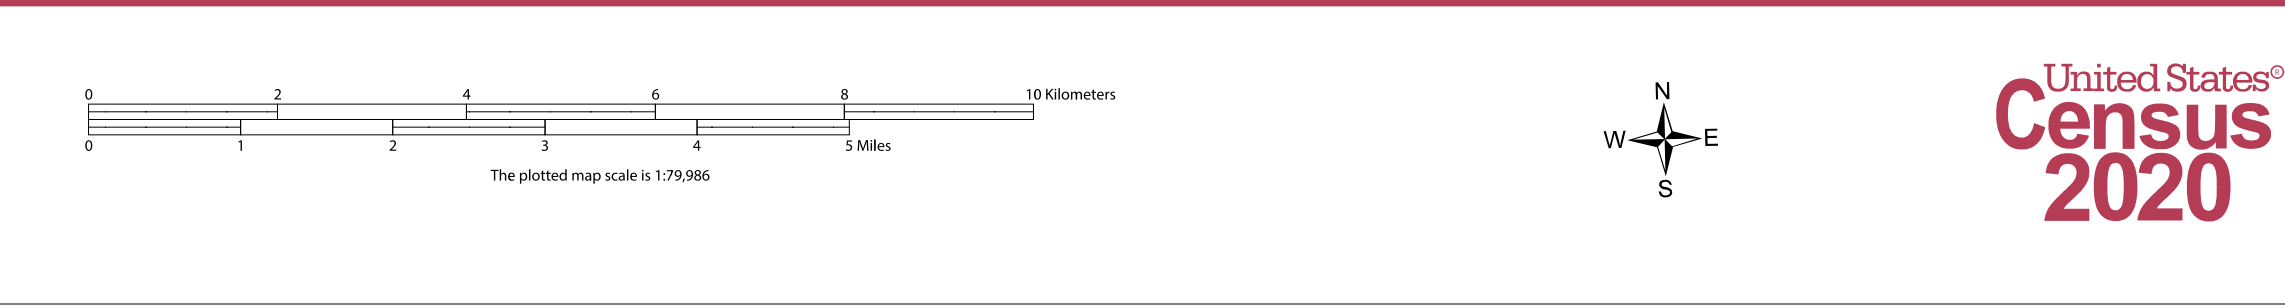 0 2 4 6 8 10 Kilometers
0 1 2 3 4 5 Miles
The plotted map scale is 1:79,986
N
W E
S
United States®
Census
2020